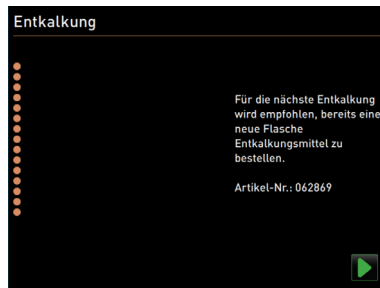 Entkalkung
Für die nächste Entkalkung
wird empfohlen, bereits eine
neue Flasche
Entkalkungsmittel zu
bestellen.
Artikel-Nr.: 062869